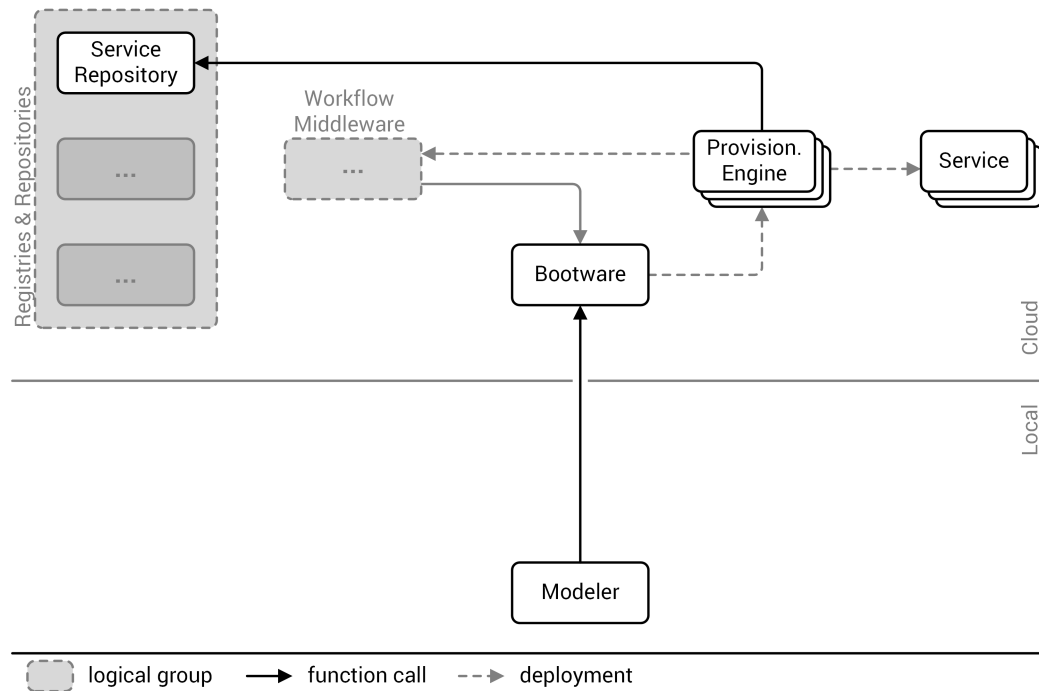 Service
Repository
Registries & Repositories
...
...
Workflow
Middleware
...
Provision.
Engine
Service
Bootware
Cloud
Local
Modeler
logical group
function call
deployment